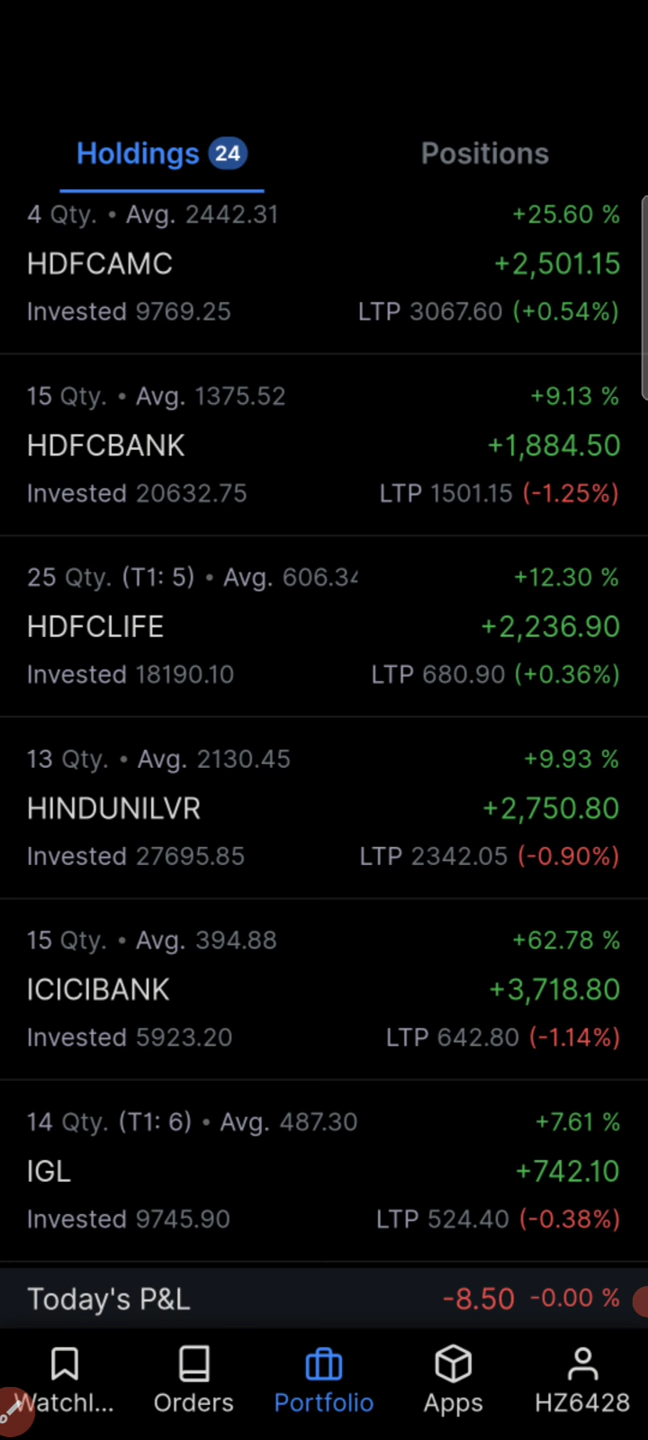 Holdings 24 Positions
4 Qty. • Avg. 2442.31 +25.60 %
HDFCAMC +2,501.15
Invested 9769.25 LTP 3067.60 (+0.54%)
15 Qty. • Avg. 1375.52 +9.13 %
HDFCBANK +1,884.50
Invested 20632.75 LTP 1501.15 (-1.25%)
25 Qty. (T1: 5) • Avg. 606.34 +12.30 %
HDFCLIFE +2,236.90
Invested 18190.10 LTP 680.90 (+0.36%)
13 Qty. • Avg. 2130.45 +9.93 %
HINDUNILVR +2,750.80
Invested 27695.85 LTP 2342.05 (-0.90%)
15 Qty. • Avg. 394.88 +62.78 %
ICICIBANK +3,718.80
Invested 5923.20 LTP 642.80 (-1.14%)
14 Qty. (T1: 6) • Avg. 487.30 +7.61 %
IGL +742.10
Invested 9745.90 LTP 524.40 (-0.38%)
Today's P&L -8.50 -0.00 %
Watchl... Orders Portfolio Apps HZ6428